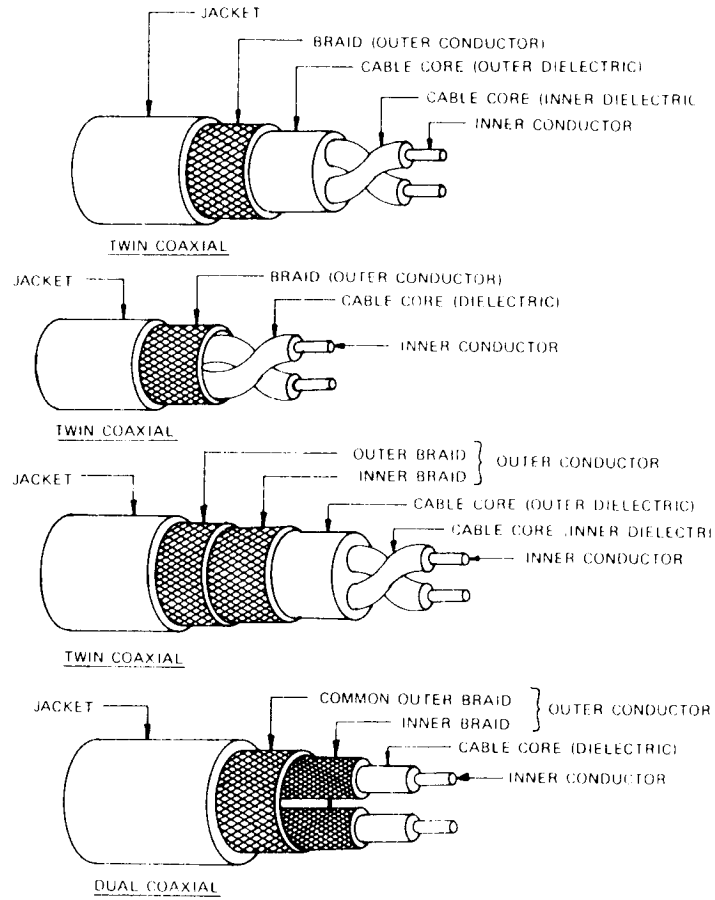 JACKET
BRAID (OUTER CONDUCTOR)
CABLE CORE (OUTER DIELECTRIC)
CABLE CORE (INNER DIELECTRIC
INNER CONDUCTOR
TWIN COAXIAL
JACKET
BRAID (OUTER CONDUCTOR)
CABLE CORE (DIELECTRIC)
INNER CONDUCTOR
TWIN COAXIAL
OUTER BRAID
INNER BRAID
OUTER CONDUCTOR
JACKET
CABLE CORE (OUTER DIELECTRIC)
CABLE CORE (INNER DIELECTRI
INNER CONDUCTOR
TWIN COAXIAL
COMMON OUTER BRAID
INNER BRAID
OUTER CONDUCTOR
JACKET
CABLE CORE (DIELECTRIC)
INNER CONDUCTOR
DUAL COAXIAL